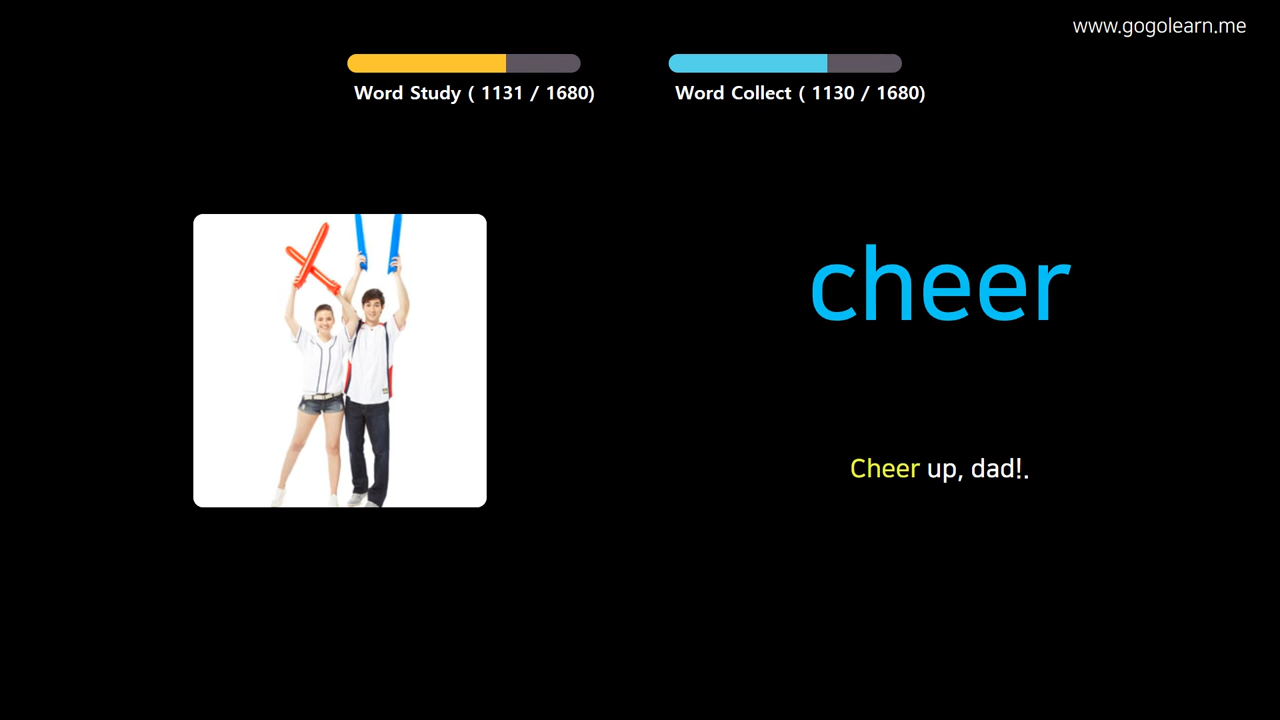 www.gogolearn.me
Word Study ( 1131 / 1680)
Word Collect ( 1130 / 1680)
cheer
Cheer up, dad!.